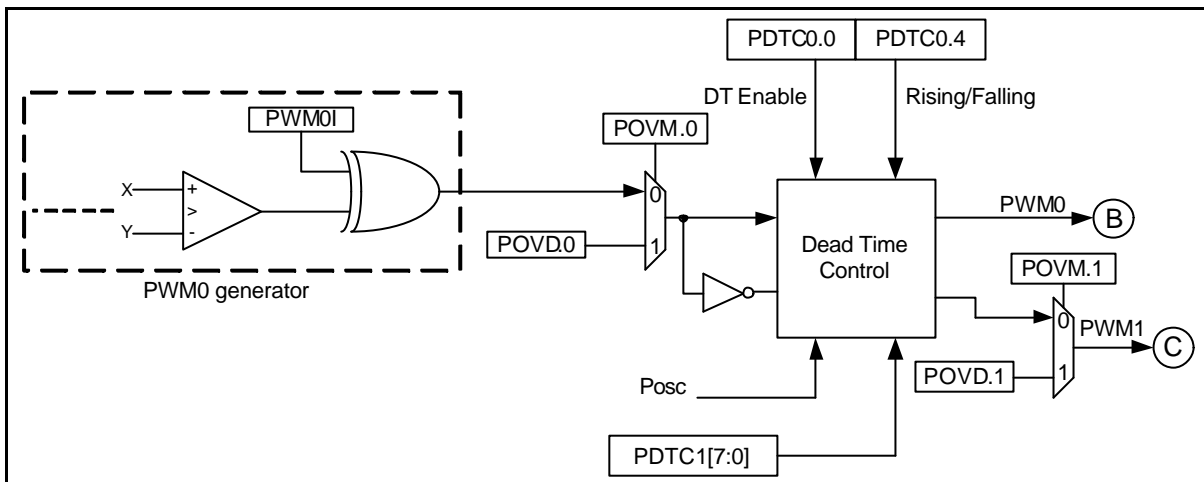 PDTC0.0
PDTC0.4
DT Enable
Rising/Falling
PWM0I
POVM.0
X
+
>
Y
-
0
1
POVD.0
PWM0 generator
Dead Time
Control
PWM0
B
POVM.1
0
PWM1
C
1
POVD.1
Posc
PDTC1[7:0]